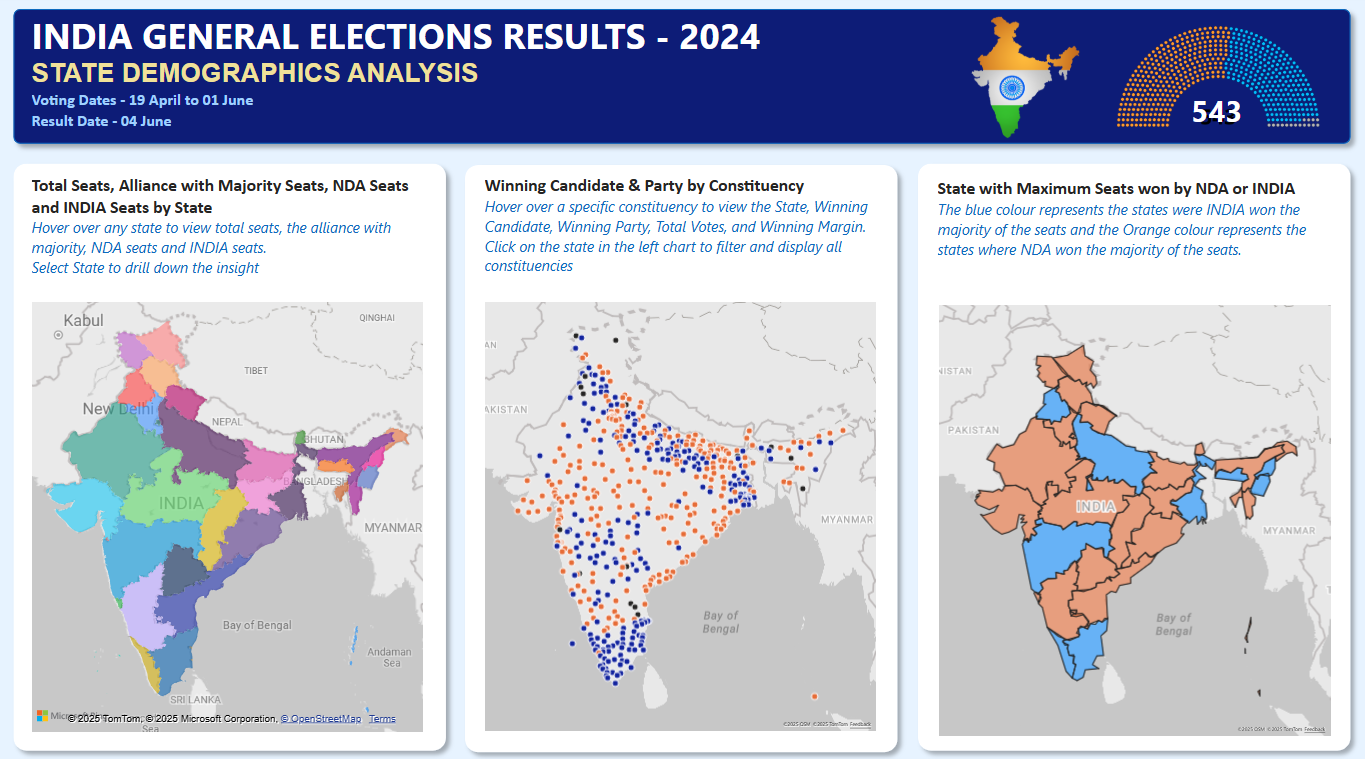 INDIA GENERAL ELECTIONS RESULTS - 2024
STATE DEMOGRAPHICS ANALYSIS
Voting Dates - 19 April to 01 June
Result Date - 04 June
543
Total Seats, Alliance with Majority Seats, NDA Seats
and INDIA Seats by State
Hover over any state to view total seats, the alliance with
majority, NDA seats and INDIA seats.
Select State to drill down the insight
Kabul
QINGHAI
TIBET
New Delhi
NEPAL
BHUTAN
BANGLADESH
INDIA
MYANMAR
Bay of Bengal
Andaman
Sea
SRI LANKA
© 2025 TomTom, © 2025 Microsoft Corporation, © OpenStreetMap Terms
Sea
Winning Candidate & Party by Constituency
Hover over a specific constituency to view the State, Winning
Candidate, Winning Party, Total Votes, and Winning Margin.
Click on the state in the left chart to filter and display all
constituencies
AN
AKISTAN
MYANMAR
Bay of
Bengal
©2025 OSM ©2025 TomTom Feedback
State with Maximum Seats won by NDA or INDIA
The blue colour represents the states were INDIA won the
majority of the seats and the Orange colour represents the
states where NDA won the majority of the seats.
NISTAN
PAKISTAN
INDIA
MYANMAR
Bay of
Bengal
©2025 OSM ©2025 TomTom Feedback